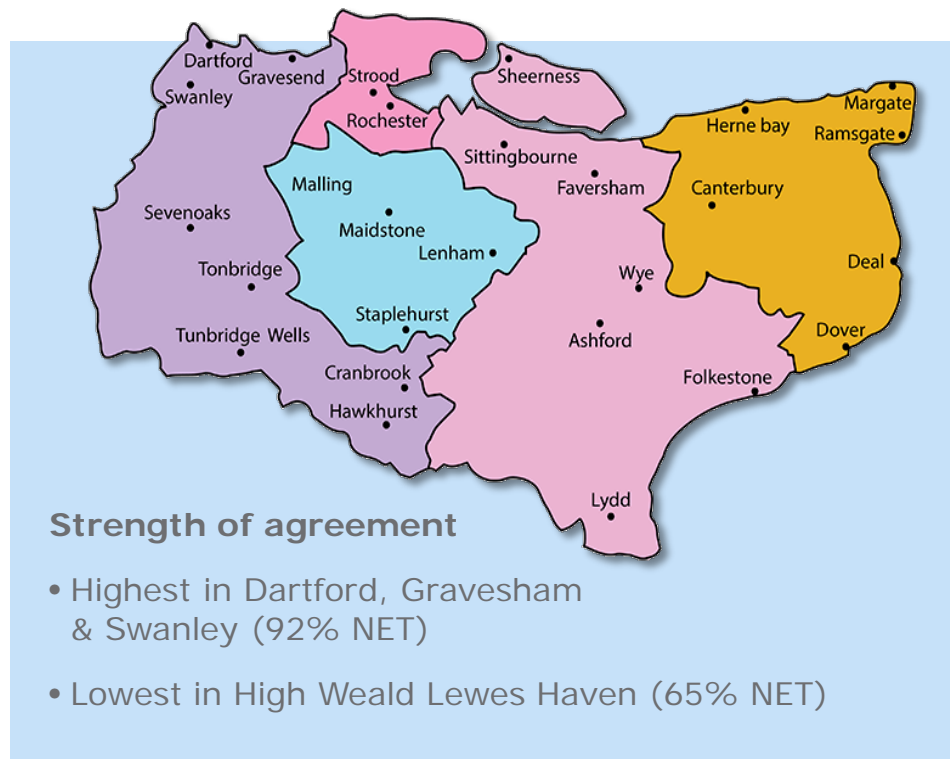 Dartford
Gravesend
Swanley
Strood
Rochester
Sheerness
Margate
Herne bay
Ramsgate
Sittingbourne
Faversham
Malling
Canterbury
Sevenoaks
Maidstone
Lenham
Deal
Tonbridge
Wye
Staplehurst
Ashford
Dover
Tunbridge Wells
Cranbrook
Folkestone
Hawkhurst
Lydd
Strength of agreement
• Highest in Dartford, Gravesham
& Swanley (92% NET)
• Lowest in High Weald Lewes Haven (65% NET)